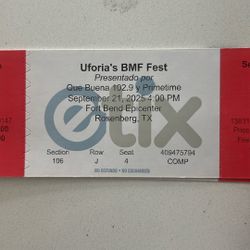 Uforia's BMF Fest
Presentado por
Que Buena 102.9 y Primetime
September 21, 2025 4:00 PM
Fort Bend Epicenter
Rosenberg, TX
etix
Section Row Seat
106 J 4 409475794
COMP